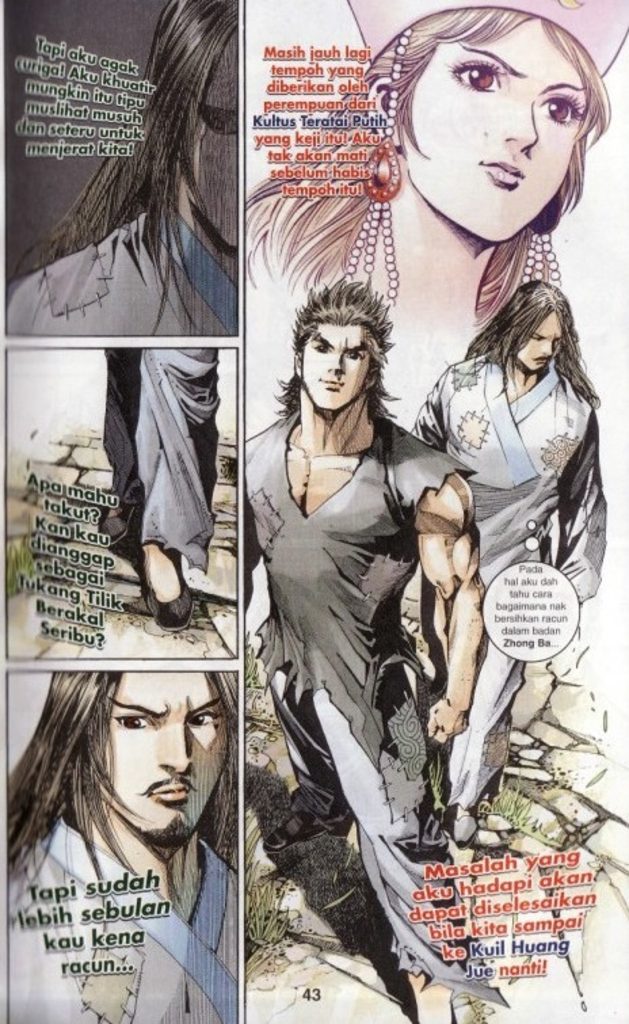 Tapi aku agak
curiga! Aku khuatir
mungkin itu tipu
muslihat musuh
dan seteru untuk
menjerat kita!
Apa mahu
takut?
Kan kau
dianggap
sebagai
Tukang Tilik
Berakal
Seribu?
Tapi sudah
lebih sebulan
kau kena
racun...
Masih jauh lagi
tempoh yang
diberikan oleh
perempuan dari
Kultus Teratai Putih
yang keji itu! Aku
tak akan mati
sebelum habis
tempoh itu!
Pada
hal aku dah
tahu cara
bagaimana nak
bersihkan racun
dalam badan
Zhong Ba...
Masalah yang
aku hadapi akan
dapat diselesaikan
bila kita sampai
ke Kuil Huang
Jue nanti!
43